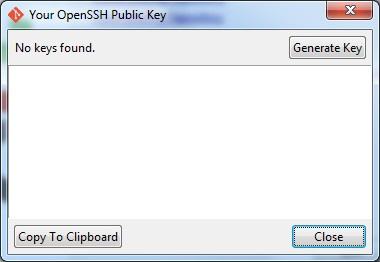 Your OpenSSH Public Key
No keys found.
Generate Key
Copy To Clipboard
Close